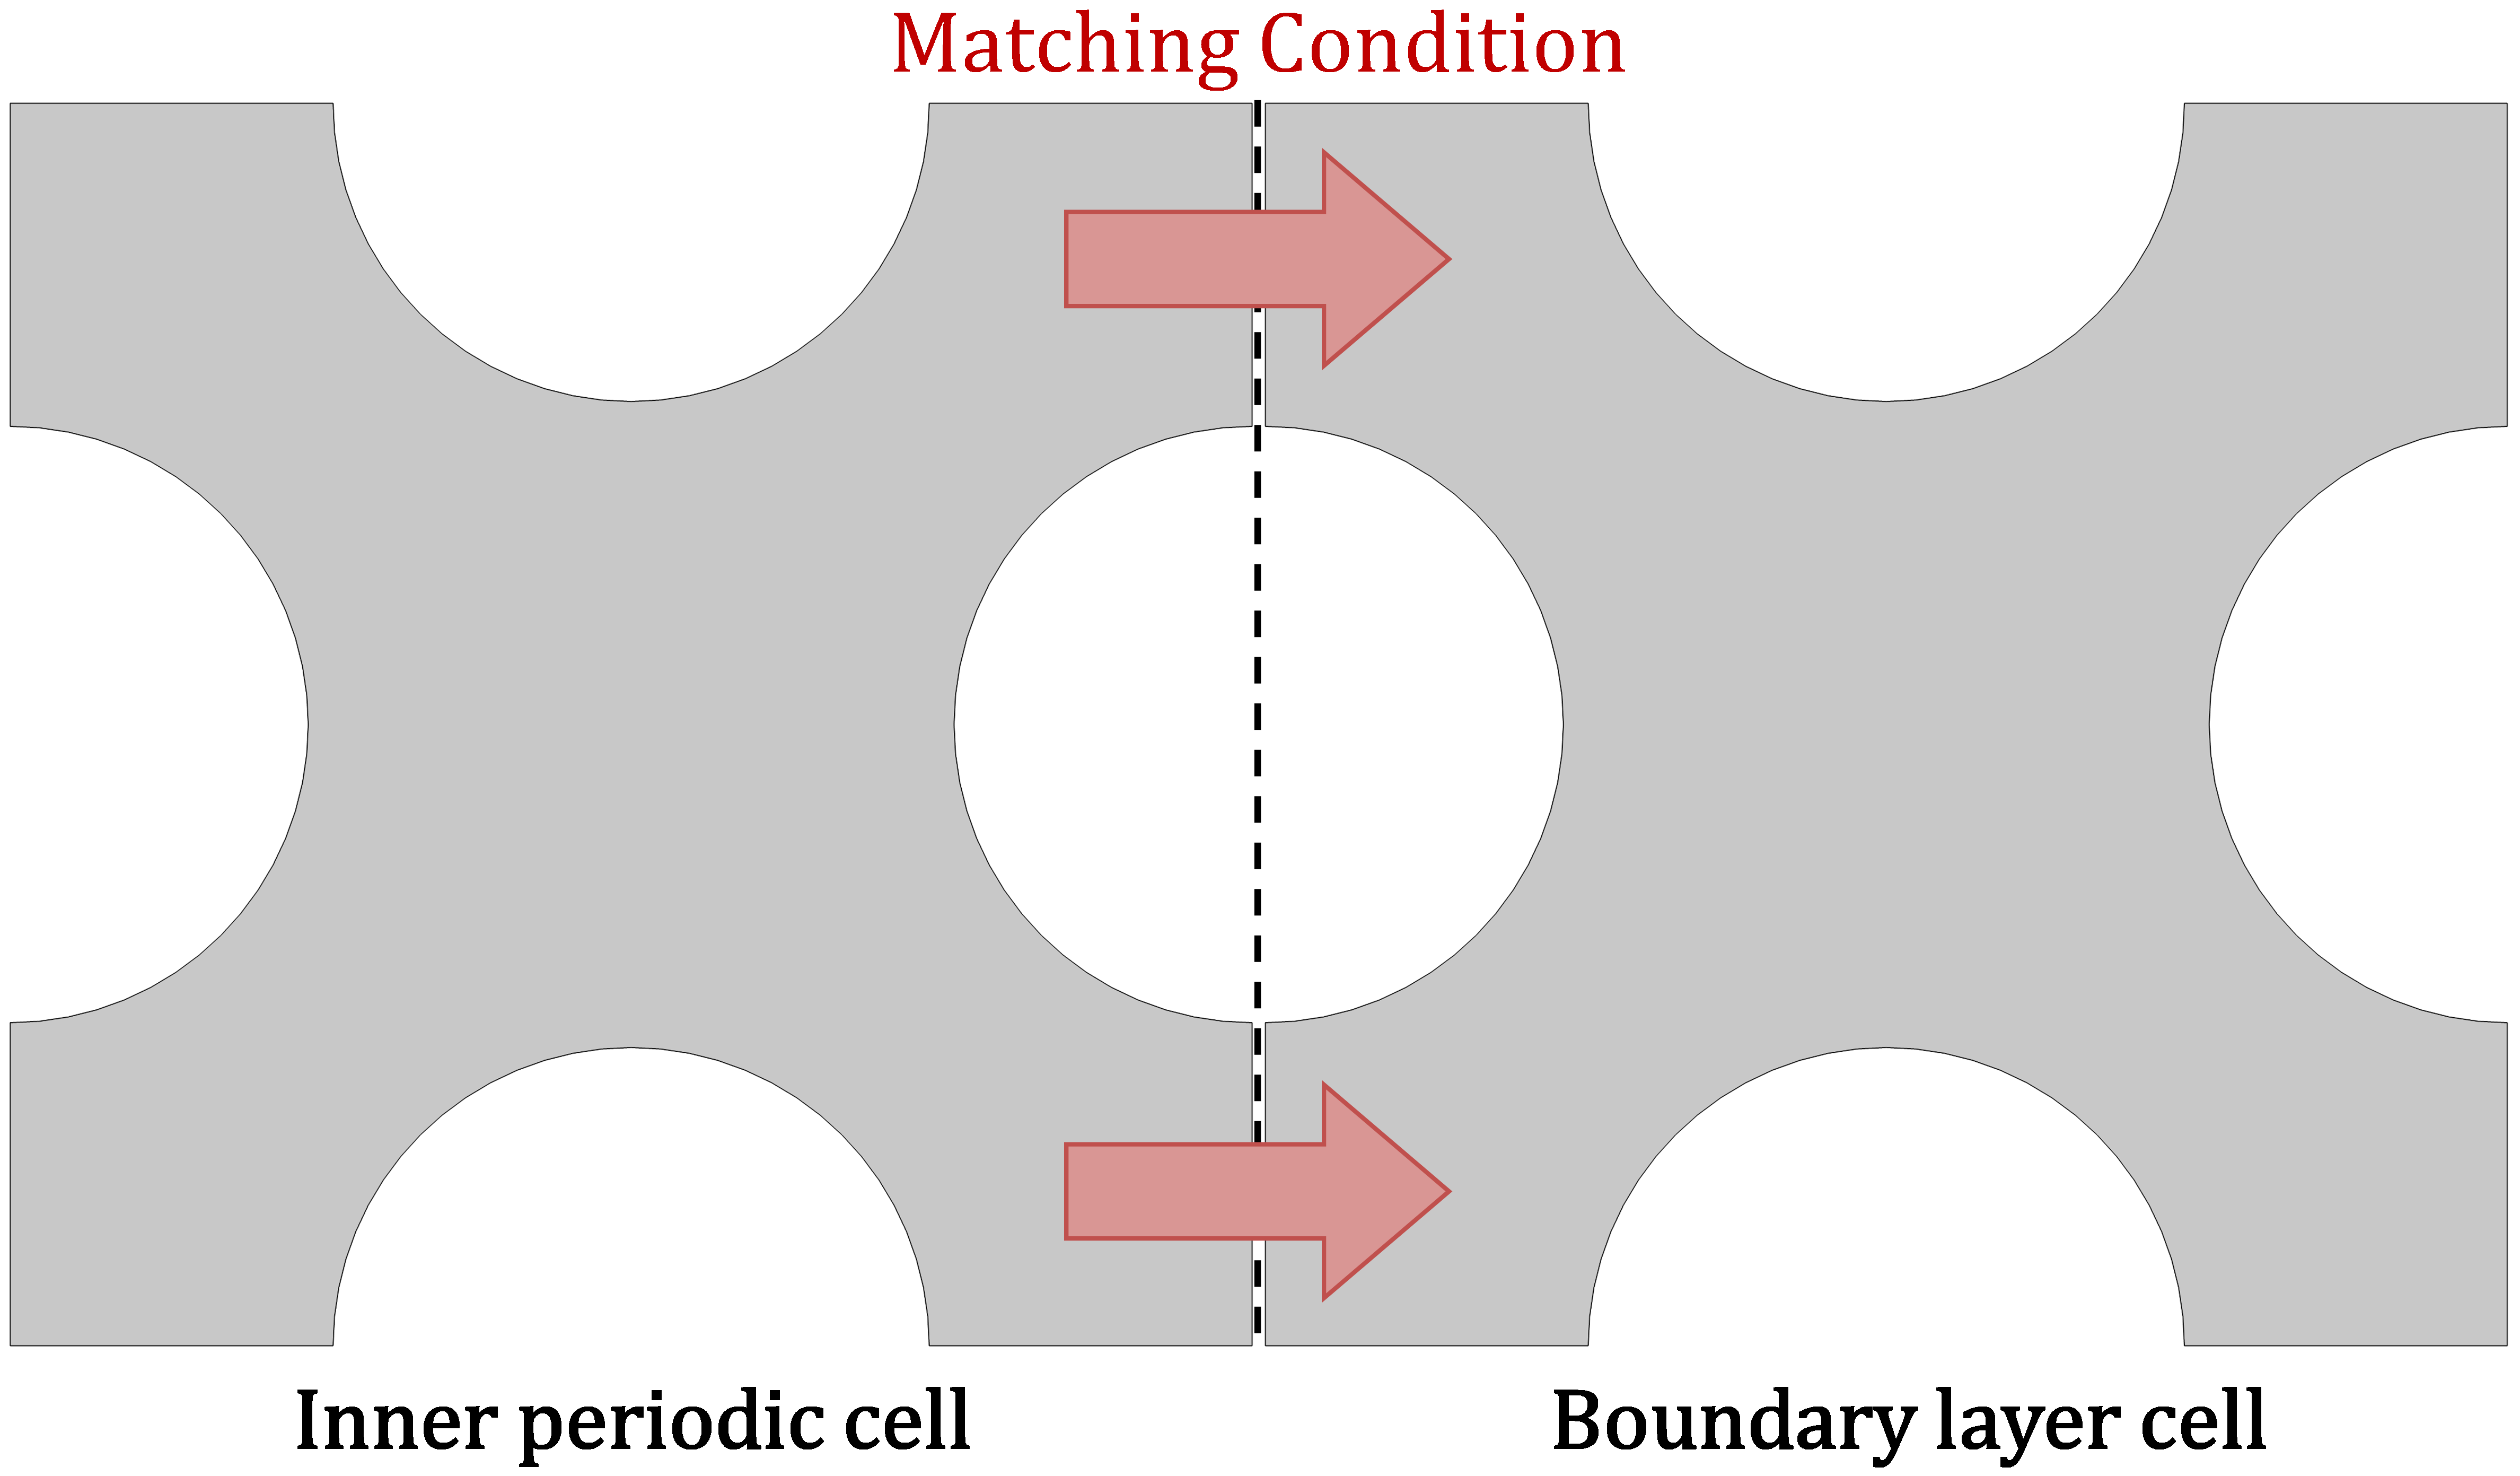 Matching Condition
Inner periodic cell
Boundary layer cell